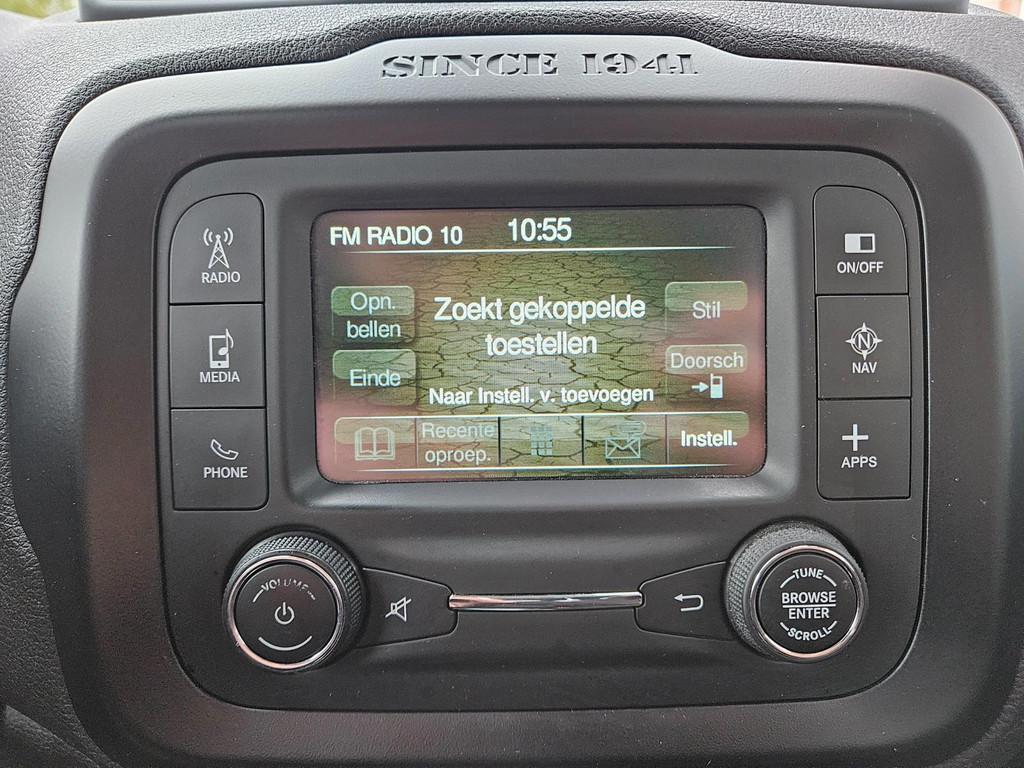 SINCE 1941
RADIO
MEDIA
PHONE
FM RADIO 10 10:55
Opn.
bellen
Zoekt gekoppelde
toestellen
Stil
Einde
Doorsch
Naar Instell. v. toevoegen
Recente
oproep.
Instell.
ON/OFF
N
NAV
APPS
VOLUME
TUNE
BROWSE
ENTER
SCROLL